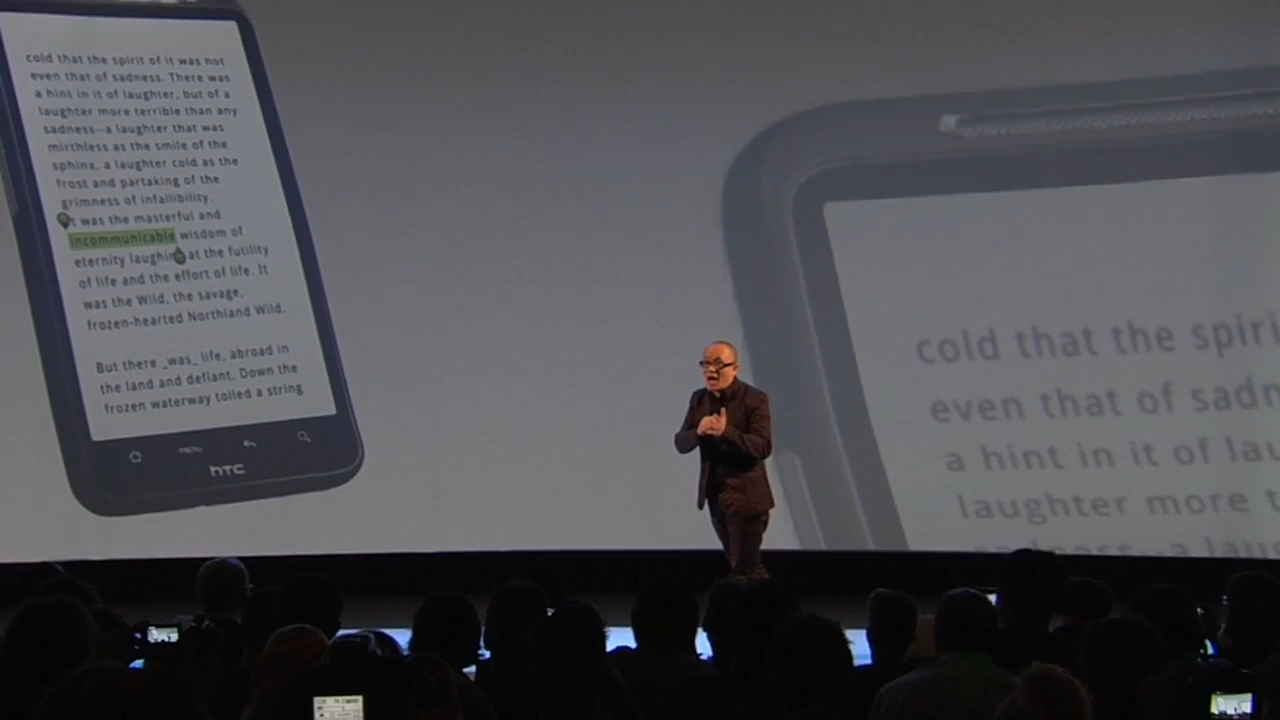 cold that the spirit of it was not
even that of sadness. There was
a hint in it of laughter, but of a
laughter more terrible than any
sadness--a laughter that was
mirthless as the smile of the
sphinx, a laughter cold as the
frost and partaking of the
grimness of infallibility.
t was the masterful and
incommunicable wisdom of
eternity laughin at the futility
of life and the effort of life. It
was the Wild, the savage,
frozen-hearted Northland Wild.
But there _was_ life, abroad in
the land and defiant. Down the
frozen waterway toiled a string
MENU
hTC
cold that the spiri
even that of sadn
a hint in it of lau
laughter more t
sadness--a laug